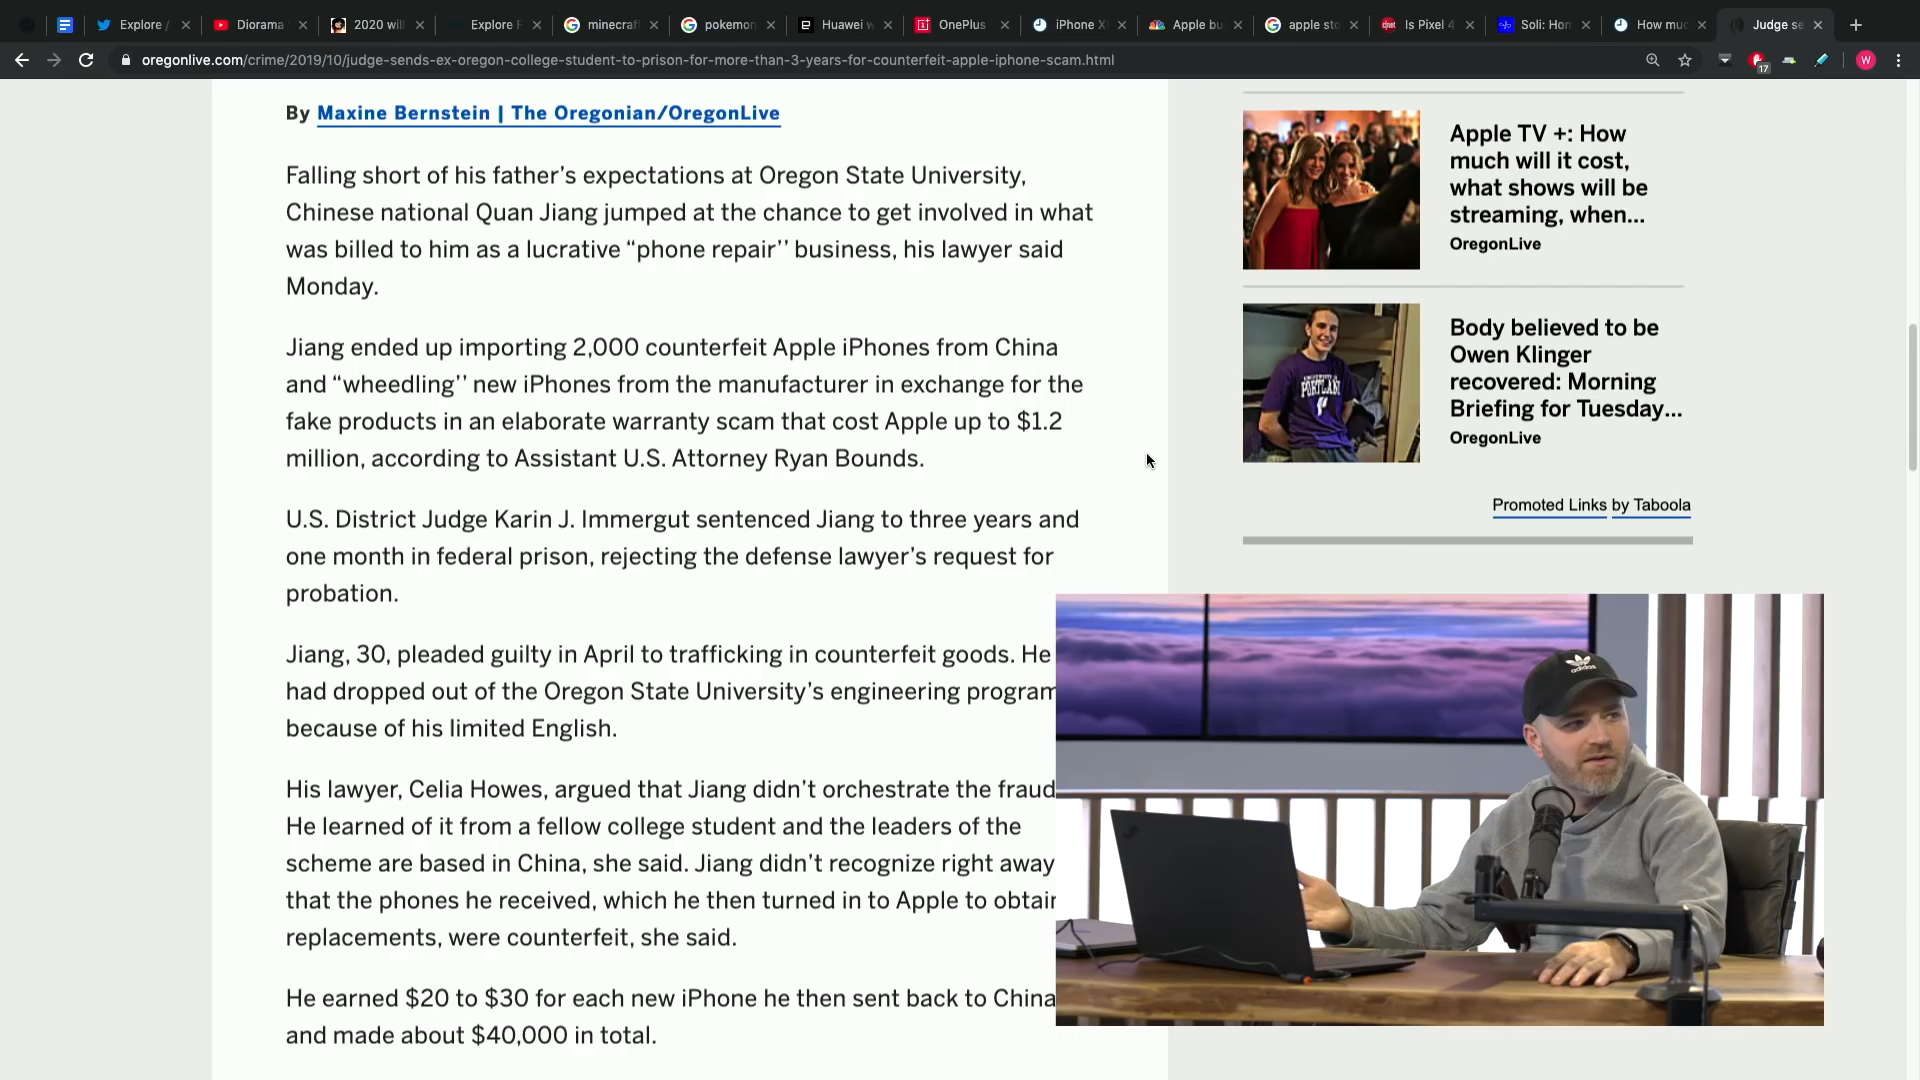 Explore /
Diorama
2020 wil
Explore F
minecraf
pokemon
Huawei w
OnePlus
iPhone X
Apple bu
apple sto
Is Pixel 4
Soli: Hon
How muc
Judge se
oregonlive.com/crime/2019/10/judge-sends-ex-oregon-college-student-to-prison-for-more-than-3-years-for-counterfeit-apple-iphone-scam.html
17
W
By Maxine Bernstein | The Oregonian/OregonLive
Falling short of his father’s expectations at Oregon State University,
Chinese national Quan Jiang jumped at the chance to get involved in what
was billed to him as a lucrative “phone repair’’ business, his lawyer said
Monday.
Jiang ended up importing 2,000 counterfeit Apple iPhones from China
and “wheedling’’ new iPhones from the manufacturer in exchange for the
fake products in an elaborate warranty scam that cost Apple up to $1.2
million, according to Assistant U.S. Attorney Ryan Bounds.
U.S. District Judge Karin J. Immergut sentenced Jiang to three years and
one month in federal prison, rejecting the defense lawyer’s request for
probation.
Jiang, 30, pleaded guilty in April to trafficking in counterfeit goods. He
had dropped out of the Oregon State University’s engineering program
because of his limited English.
His lawyer, Celia Howes, argued that Jiang didn’t orchestrate the fraud
He learned of it from a fellow college student and the leaders of the
scheme are based in China, she said. Jiang didn’t recognize right away
that the phones he received, which he then turned in to Apple to obtain
replacements, were counterfeit, she said.
He earned $20 to $30 for each new iPhone he then sent back to China
and made about $40,000 in total.
Apple TV +: How
much will it cost,
what shows will be
streaming, when...
OregonLive
PORTLAND
Body believed to be
Owen Klinger
recovered: Morning
Briefing for Tuesday...
OregonLive
Promoted Links by Taboola
adidas